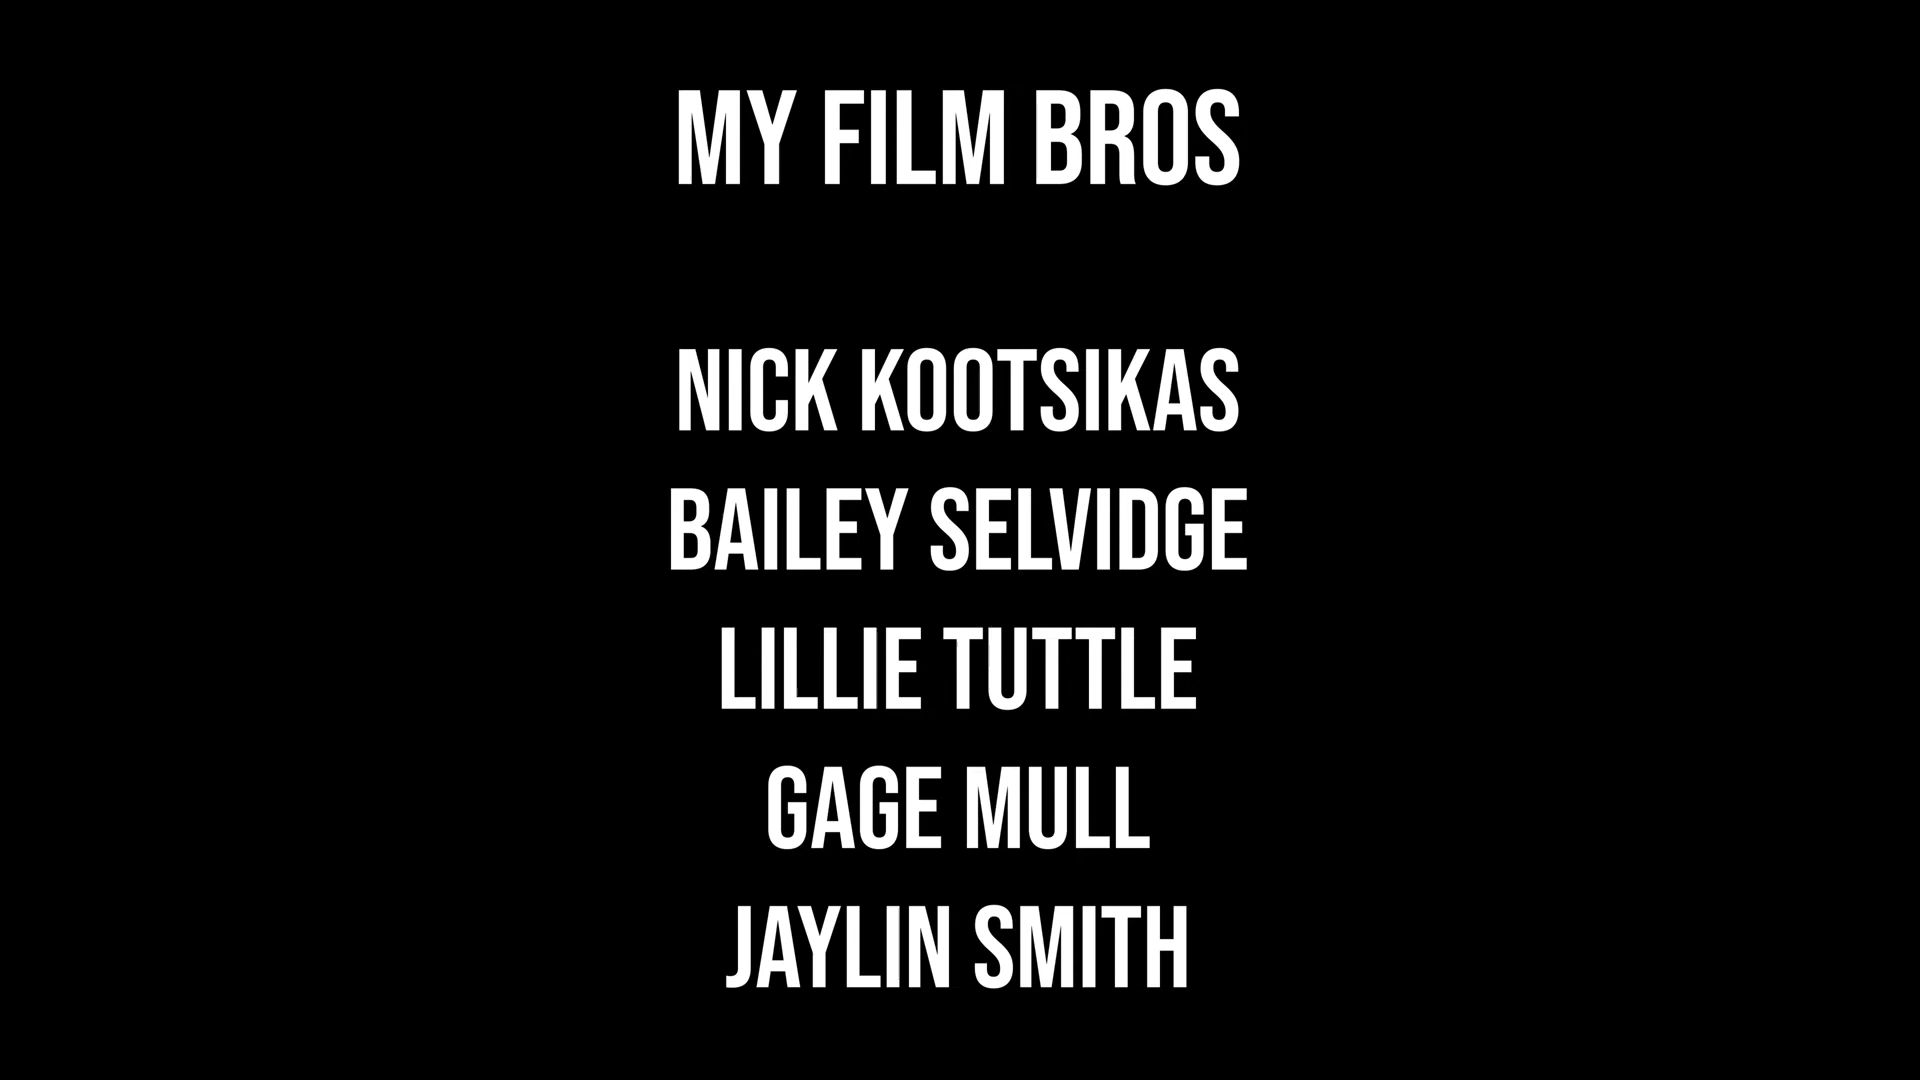 MY FILM BROS
NICK KOOTSIKAS
BAILEY SELVIDGE
LILLIE TUTTLE
GAGE MULL
JAYLIN SMITH